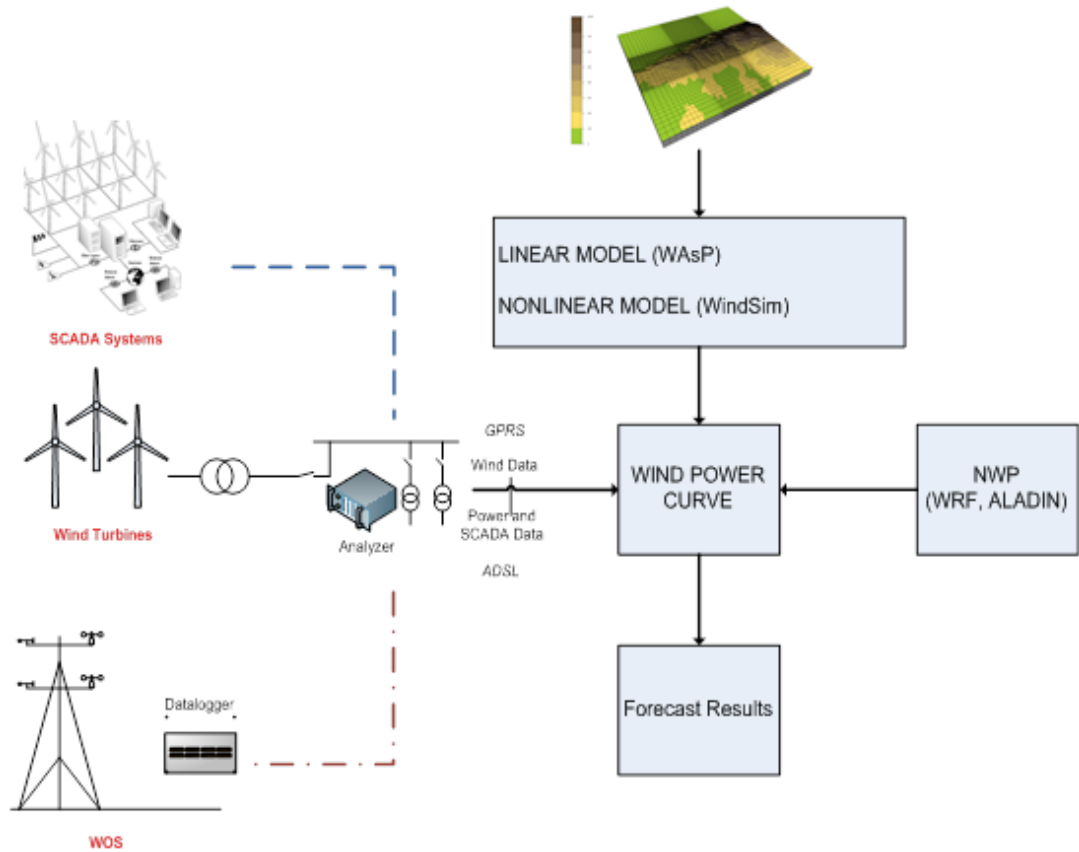 LINEAR MODEL (WAsP)
NONLINEAR MODEL (WindSim)
SCADA Systems
GPRS
Wind Data
Power and
SCADA Data
ADSL
WIND POWER
CURVE
NWP
(WRF, ALADIN)
Wind Turbines
Analyzer
Forecast Results
Datalogger
WOS